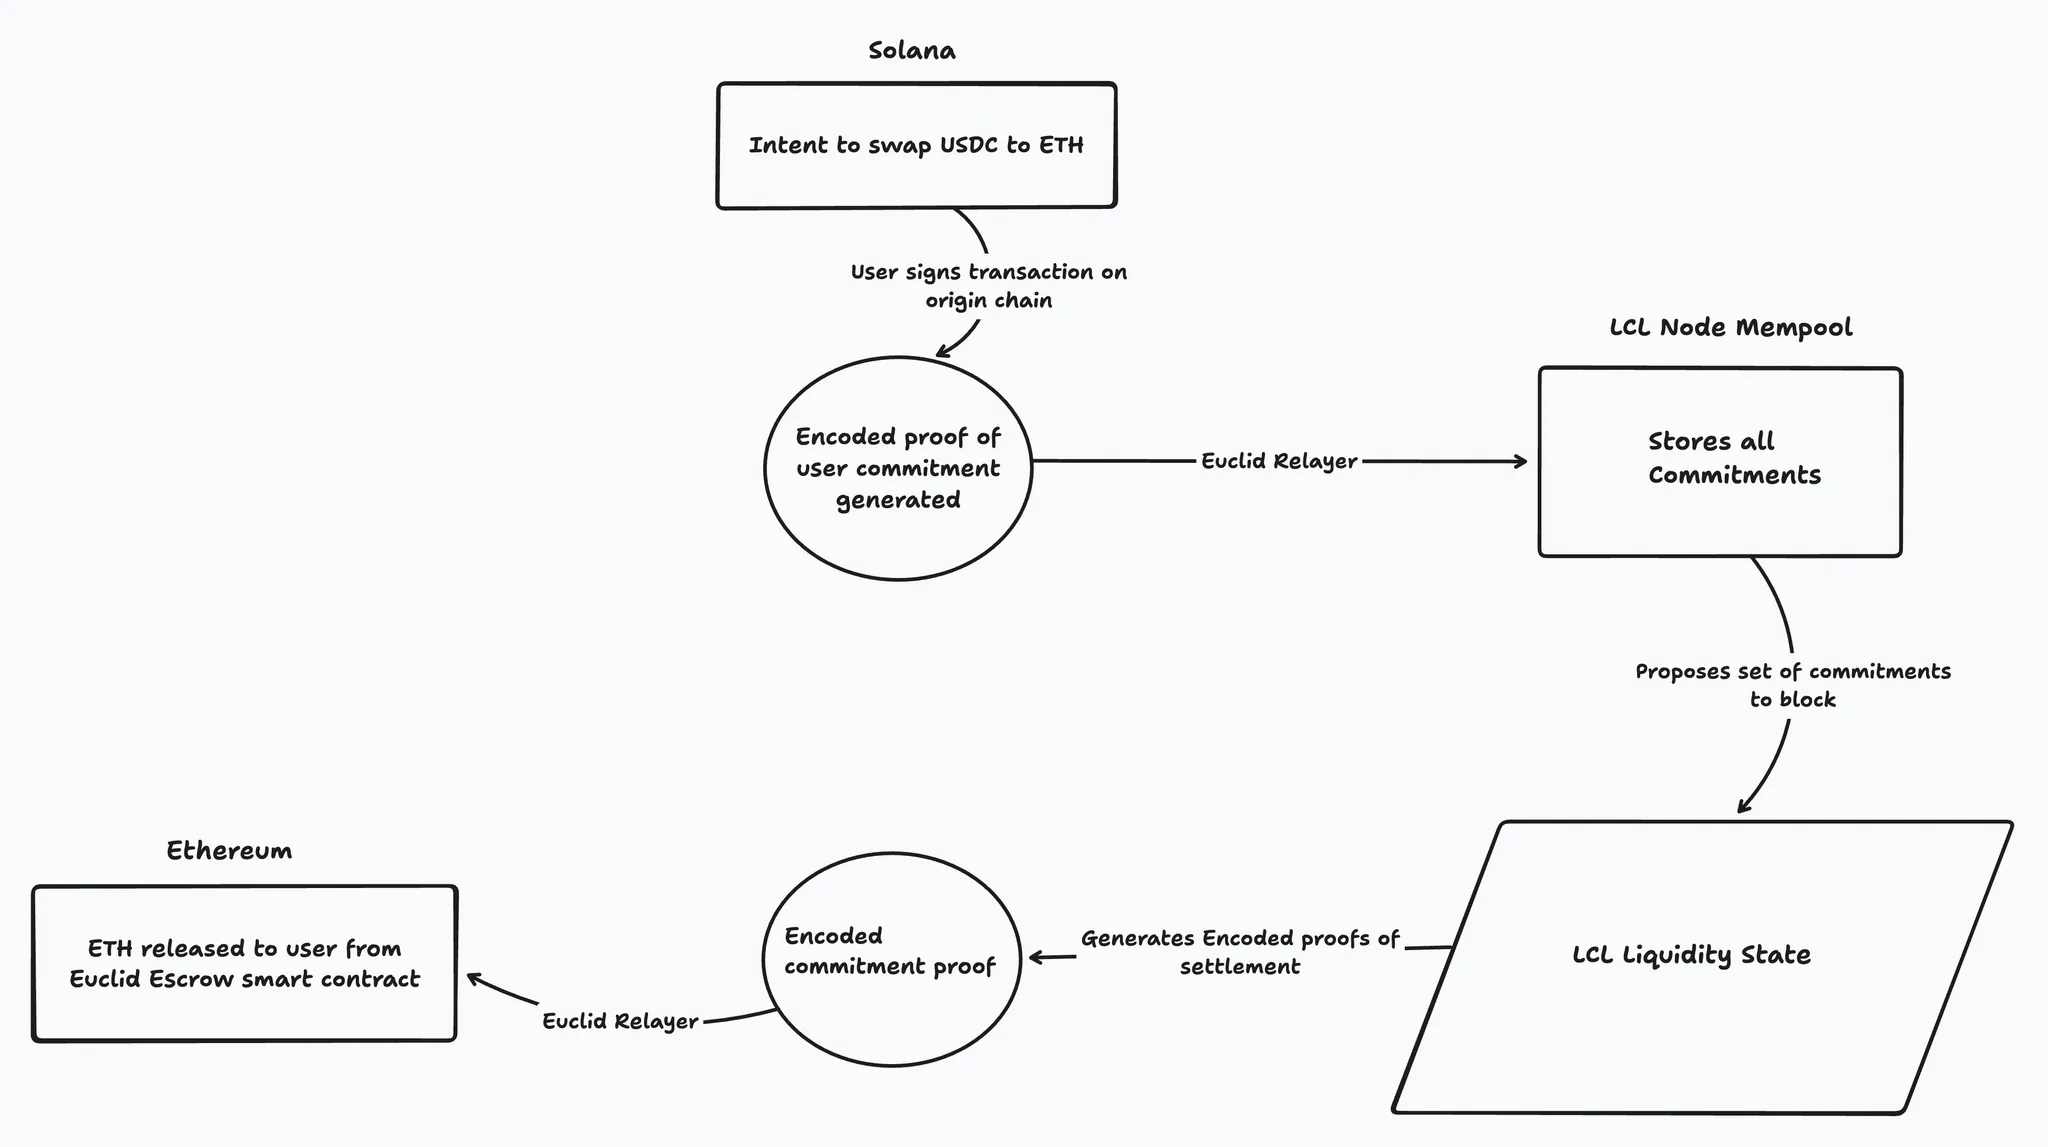 Solana
Intent to swap USDC to ETH
User signs transaction on
origin chain
LCL Node Mempool
Encoded proof of
user commitment
generated
Euclid Relayer
Stores all
Commitments
Proposes set of commitments
to block
Ethereum
ETH released to user from
Euclid Escrow smart contract
Euclid Relayer
Encoded
commitment proof
Generates Encoded proofs of
settlement
LCL Liquidity State